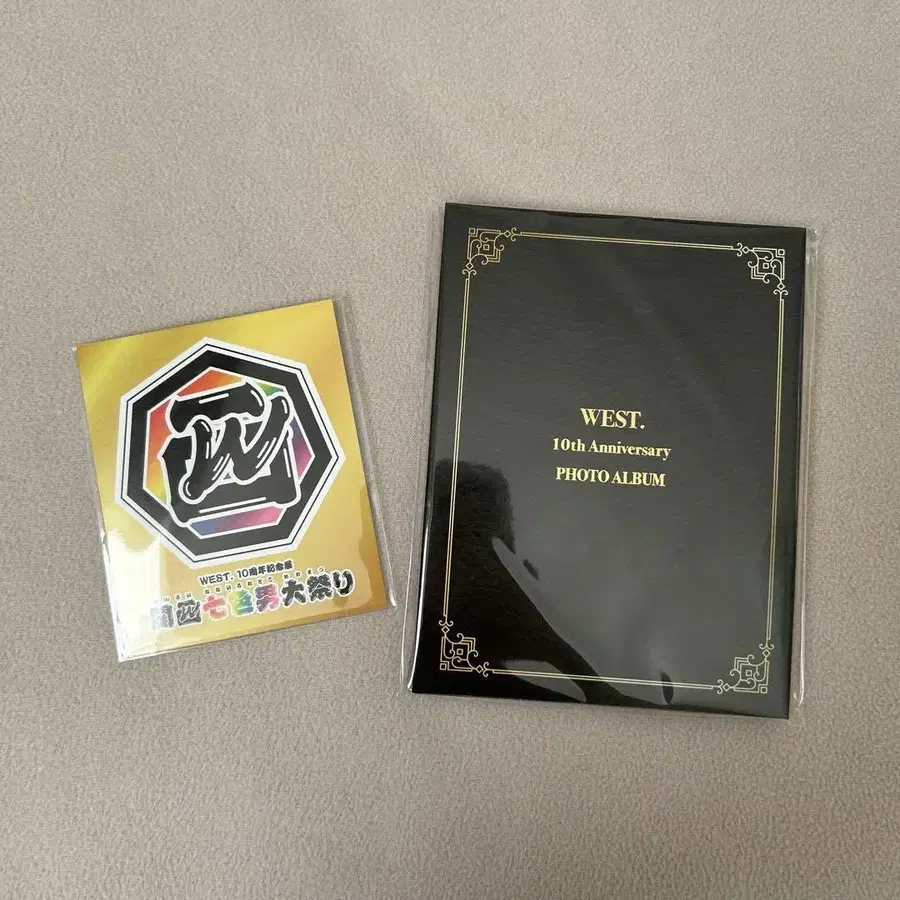 WEST. 10周年記念展
関西七色男大祭り
WEST.
10th Anniversary
PHOTO ALBUM